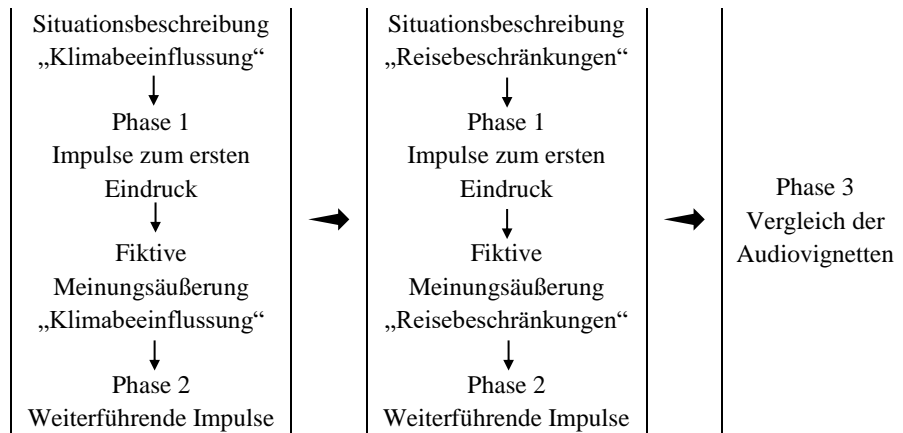 Situationsbeschreibung
„Klimabeeinflussung“
Phase 1
Impulse zum ersten
Eindruck
Fiktive
Meinungsäußerung
„Klimabeeinflussung“
Phase 2
Weiterführende Impulse
Situationsbeschreibung
„Reisebeschränkungen“
Phase 1
Impulse zum ersten
Eindruck
Fiktive
Meinungsäußerung
„Reisebeschränkungen“
Phase 2
Weiterführende Impulse
Phase 3
Vergleich der
Audiovignetten